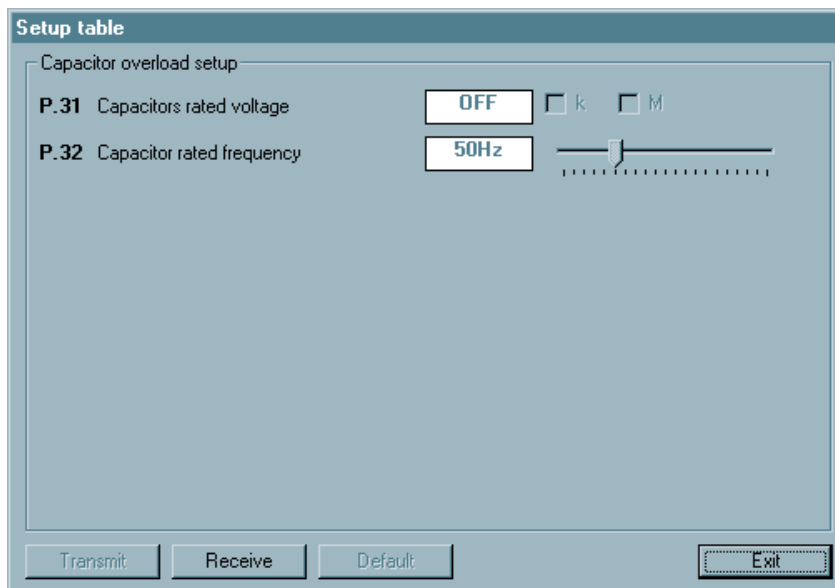 Setup table
Capacitor overload setup
P.31 Capacitors rated voltage OFF k M
P.32 Capacitor rated frequency 50Hz
Transmit Receive Default Exit